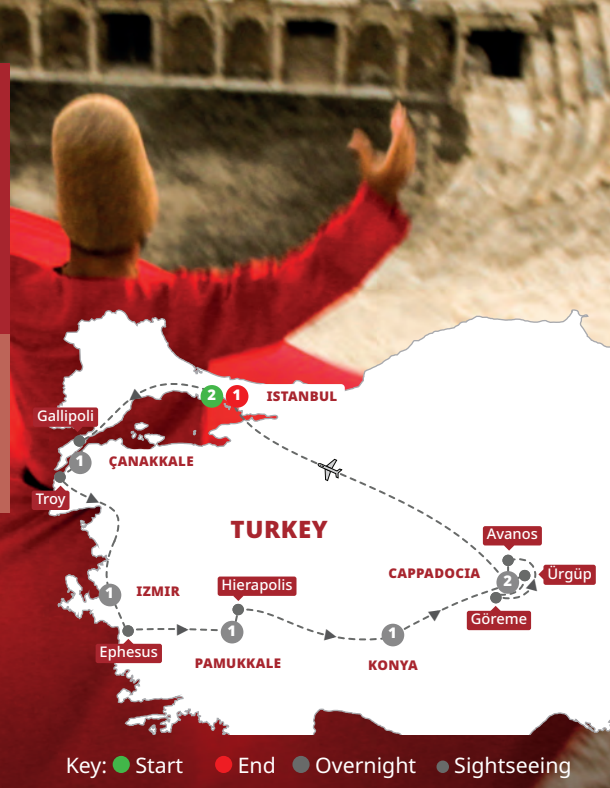 2
1
ISTANBUL
Gallipoli
1
ÇANAKKALE
Troy
TURKEY
Avanos
CAPPADOCIA
2
Ürgüp
Göreme
1
IZMIR
Hierapolis
Ephesus
1
PAMUKKALE
1
KONYA
Key: Start End Overnight Sightseeing